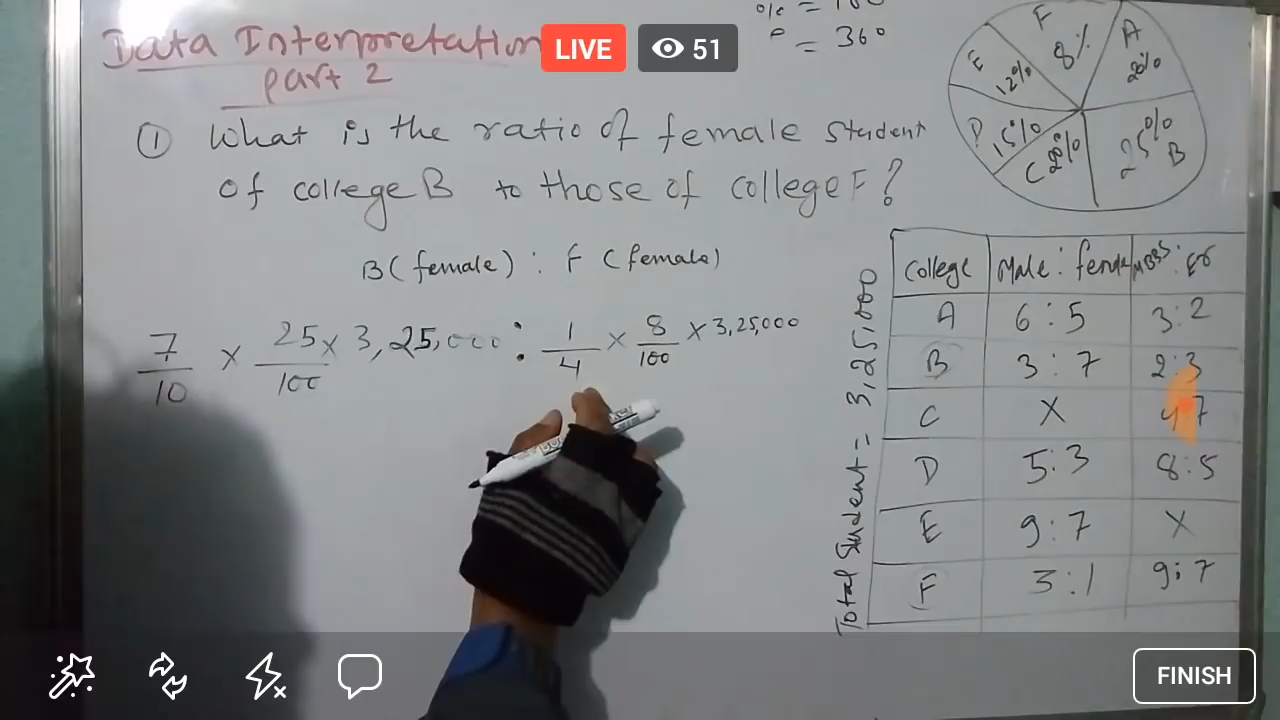 Data Interpretation
part 2
LIVE
51
% = 100
° = 360
F
8%
A
20%
E
12%
D
15%
C 20%
25%
B
① What is the ratio of female student
of college B to those of college F?
B (female) : F (female)
7/10 × 25/100 × 3,25,000 : 1/4 × 8/100 × 3,25,000
Total Student = 3,25,000
College Male : female MBBS :
A 6 : 5 3 : 2
B 3 : 7 2 : 3
C X 4 7
D 5 : 3 8 : 5
E 9 : 7 X
F 3 : 1 9 : 7
FINISH